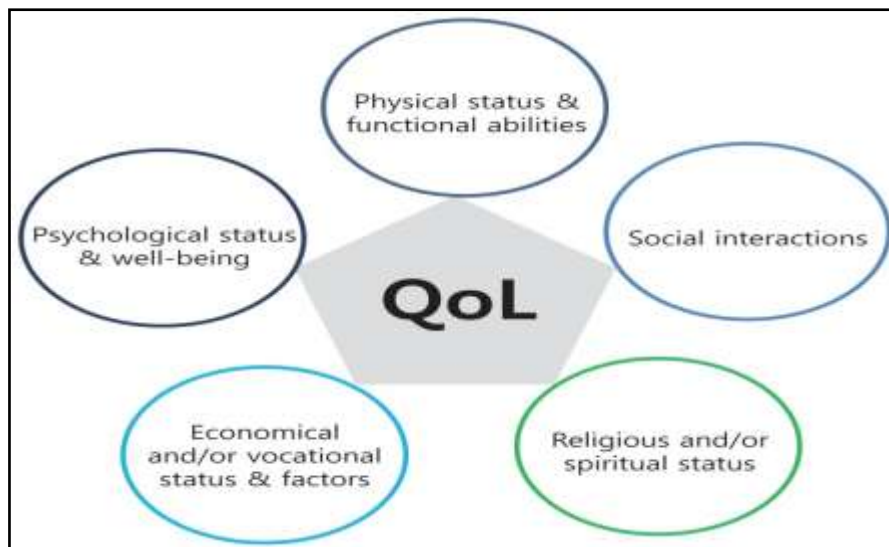 Physical status &
functional abilities
Psychological status
& well-being
Social interactions
QoL
Economical
and/or vocational
status & factors
Religious and/or
spiritual status